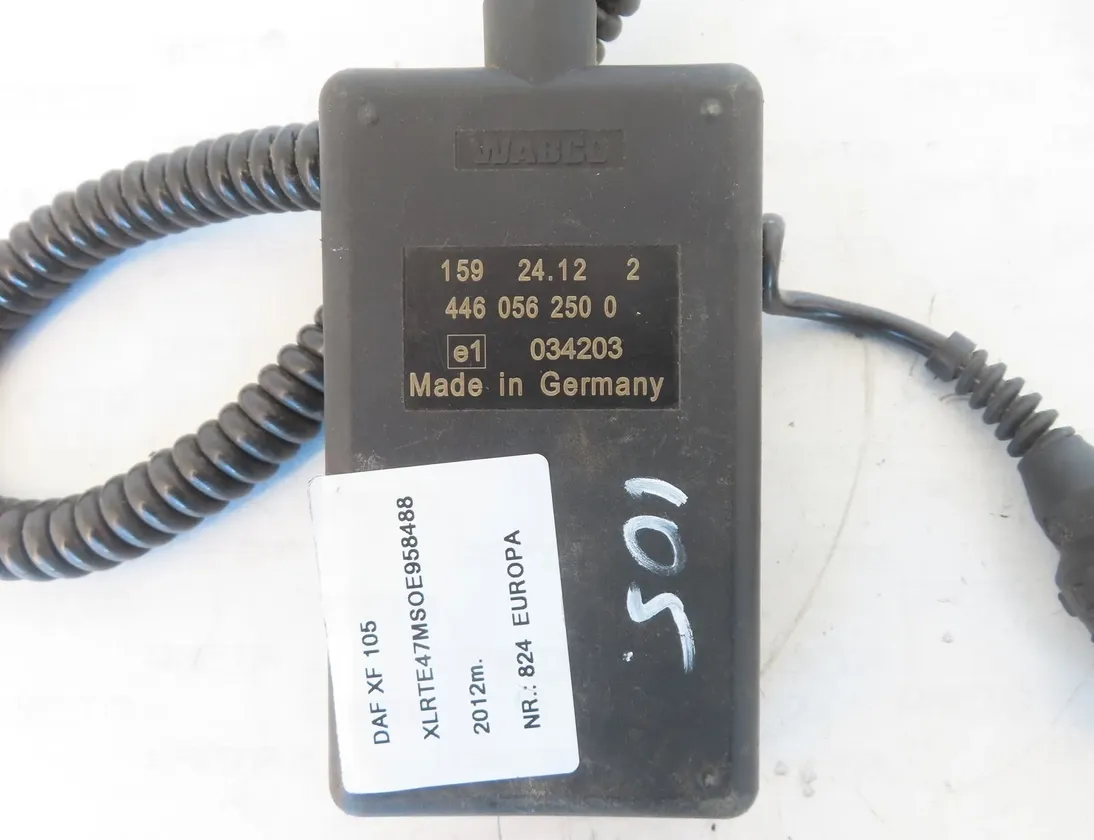 WABCO
159 24.12 2
446 056 250 0
e1 034203
Made in Germany
DAF XF 105
XLRTE47MSOE958488
2012m.
NR.: 824 EUROPA
105.